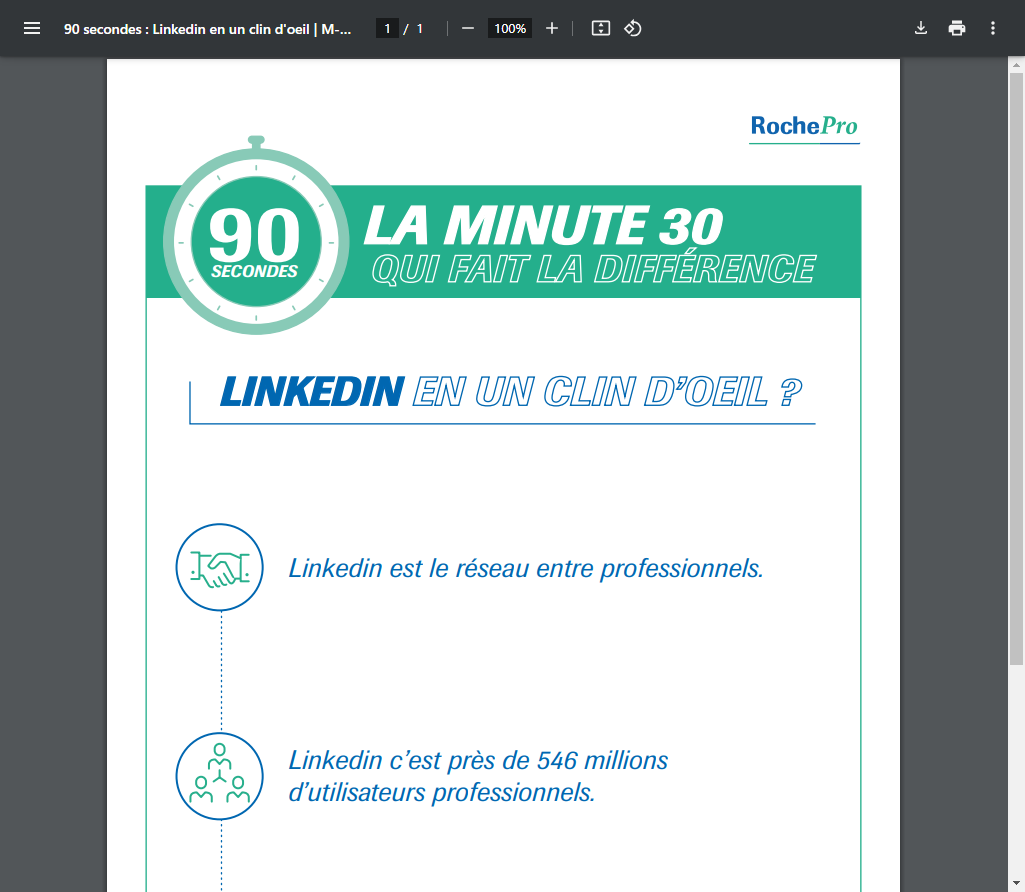 90 secondes : Linkedin en un clin d'oeil | M-...
1 / 1
100%
RochePro
90
SECONDES
LA MINUTE 30
QUI FAIT LA DIFFÉRENCE
LINKEDIN EN UN CLIN D’OEIL ?
Linkedin est le réseau entre professionnels.
Linkedin c’est près de 546 millions
d’utilisateurs professionnels.